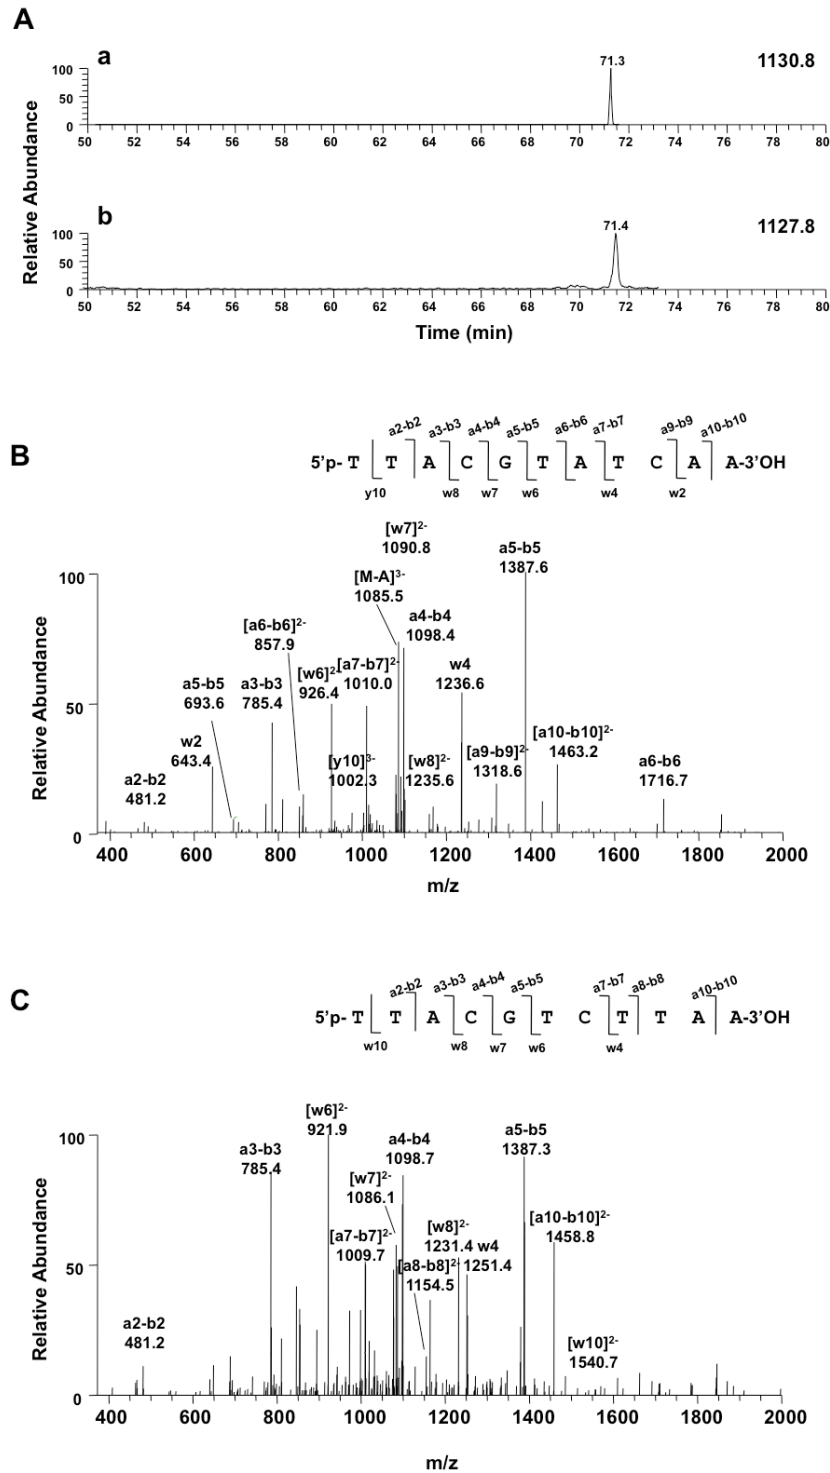 A
a
1130.8
71.3
100
50
0
50 52 54 56 58 60 62 64 66 68 70 72 74 76 78 80
b
1127.8
71.4
100
50
0
50 52 54 56 58 60 62 64 66 68 70 72 74 76 78 80
Relative Abundance
Time (min)
B
a2-b2 a3-b3 a4-b4 a5-b5 a6-b6 a7-b7 a9-b9 a10-b10
5'p- T T A C G T A T C A A-3'OH
y10 w8 w7 w6 w4 w2
[w7]2-
1090.8
a5-b5
1387.6
[M-A]3-
1085.5
a4-b4
1098.4
[a6-b6]2-
857.9
[w6]2-
926.4
[a7-b7]2-
1010.0
w4
1236.6
a5-b5
693.6
a3-b3
785.4
w2
643.4
[y10]3-
1002.3
[w8]2-
1235.6
[a9-b9]2-
1318.6
[a10-b10]2-
1463.2
a6-b6
1716.7
a2-b2
481.2
100
50
0
Relative Abundance
400 600 800 1000 1200 1400 1600 1800 2000
m/z
C
a2-b2 a3-b3 a4-b4 a5-b5 a7-b7 a8-b8 a10-b10
5'p- T T A C G T C T T A A-3'OH
w10 w8 w7 w6 w4
[w6]2-
921.9
a3-b3
785.4
a4-b4
1098.7
a5-b5
1387.3
[w7]2-
1086.1
[a7-b7]2-
1009.7
[w8]2-
1231.4
w4
1251.4
[a8-b8]2-
1154.5
[a10-b10]2-
1458.8
a2-b2
481.2
[w10]2-
1540.7
100
50
0
Relative Abundance
400 600 800 1000 1200 1400 1600 1800 2000
m/z